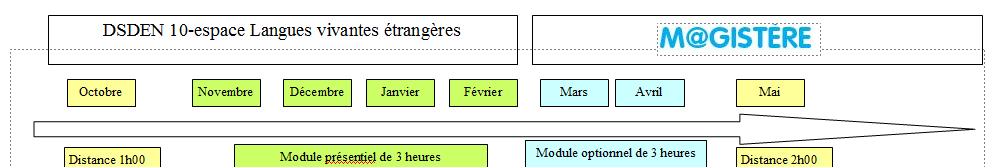 DSDEN 10-espace Langues vivantes étrangères
M@GISTÈRE
Octobre
Novembre
Décembre
Janvier
Février
Mars
Avril
Mai
Distance 1h00
Module présentiel de 3 heures
Module optionnel de 3 heures
Distance 2h00